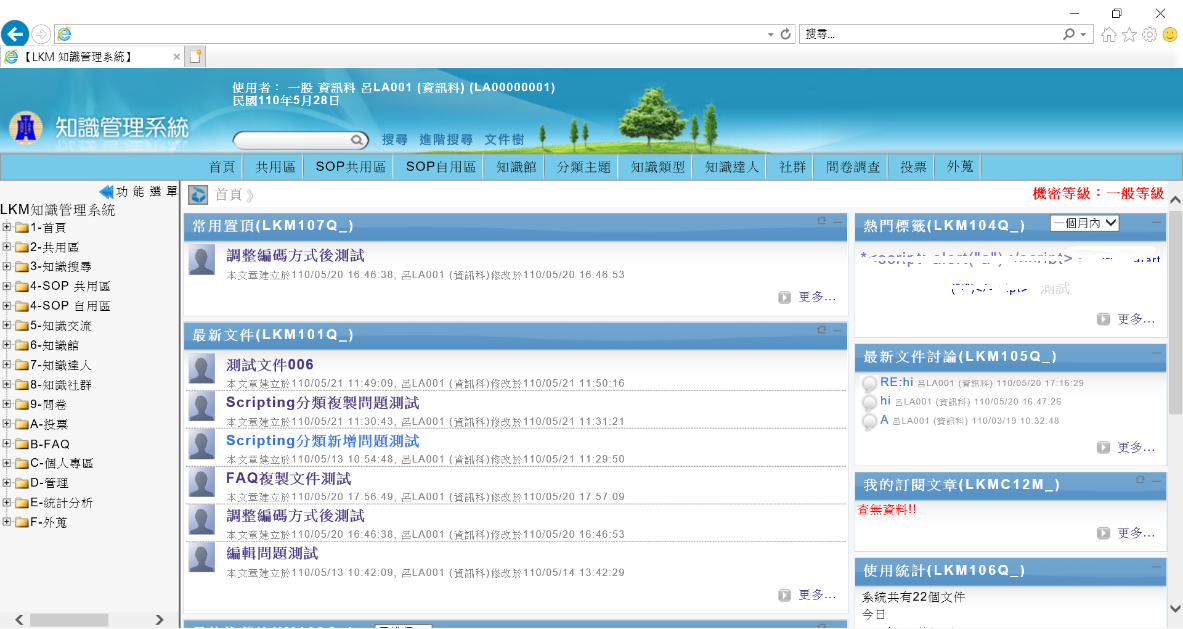 搜尋...
【LKM 知識管理系統】
使用者： 一股 資訊科 呂LA001 (資訊科) (LA00000001)
民國110年5月28日
知識管理系統
搜尋 進階搜尋 文件樹
首頁 共用區 SOP共用區 SOP自用區 知識館 分類主題 知識類型 知識達人 社群 問卷調查 投票 外蒐
功能選單
LKM知識管理系統
1-首頁
2-共用區
3-知識搜尋
4-SOP 共用區
4-SOP 自用區
5-知識交流
6-知識館
7-知識達人
8-知識社群
9-問卷
A-投票
B-FAQ
C-個人專區
D-管理
E-統計分析
F-外蒐
首頁 》
機密等級：一般等級
常用置頂(LKM107Q_)
調整編碼方式後測試
本文章建立於110/05/20 16:46:38, 呂LA001 (資訊科)修改於110/05/20 16:46:53
更多...
最新文件(LKM101Q_)
測試文件006
本文章建立於110/05/21 11:49:09, 呂LA001 (資訊科)修改於110/05/21 11:50:16
Scripting分類複製問題測試
本文章建立於110/05/21 11:30:43, 呂LA001 (資訊科)修改於110/05/21 11:31:21
Scripting分類新增問題測試
本文章建立於110/05/13 10:54:48, 呂LA001 (資訊科)修改於110/05/21 11:29:50
FAQ複製文件測試
本文章建立於110/05/20 17:56:49, 呂LA001 (資訊科)修改於110/05/20 17:57:09
調整編碼方式後測試
本文章建立於110/05/20 16:46:38, 呂LA001 (資訊科)修改於110/05/20 16:46:53
編輯問題測試
本文章建立於110/05/13 10:42:09, 呂LA001 (資訊科)修改於110/05/14 13:42:29
更多...
熱門標籤(LKM104Q_) 一個月內
測試
更多...
最新文件討論(LKM105Q_)
RE:hi 呂LA001 (資訊科) 110/05/20 17:16:29
hi 呂LA001 (資訊科) 110/05/20 16:47:26
A 呂LA001 (資訊科) 110/03/19 10:32:48
更多...
我的訂閱文章(LKMC12M_)
查無資料!!
更多...
使用統計(LKM106Q_)
系統共有22個文件
今日